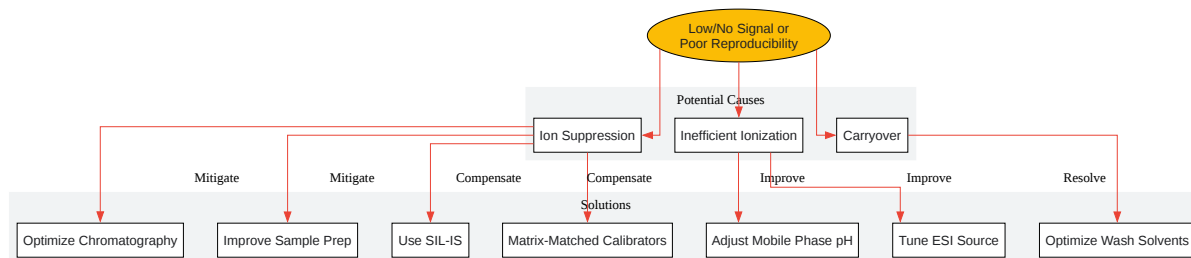 Low/No Signal or
Poor Reproducibility
Potential Causes
Ion Suppression
Inefficient Ionization
Carryover
Mitigate
Mitigate
Compensate
Compensate
Improve
Improve
Resolve
Solutions
Optimize Chromatography
Improve Sample Prep
Use SIL-IS
Matrix-Matched Calibrators
Adjust Mobile Phase pH
Tune ESI Source
Optimize Wash Solvents